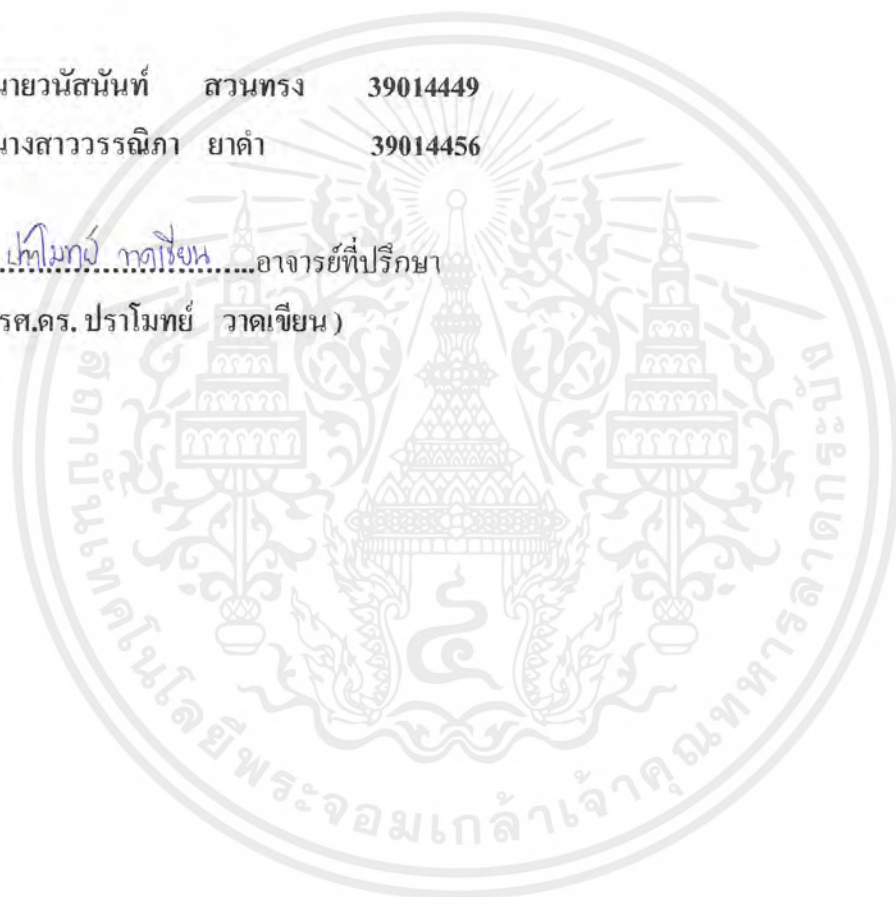 นายวนัสนันท์ สวนทรง 39014449
นางสาววรรณิภา ยาดำ 39014456
ปราโมทย์ วาดเขียน อาจารย์ที่ปรึกษา
รศ.ดร. ปราโมทย์ วาดเขียน )
สถาบันเทคโนโลยีพระจอมเกล้าเจ้าคุณทหารลาดกระบัง